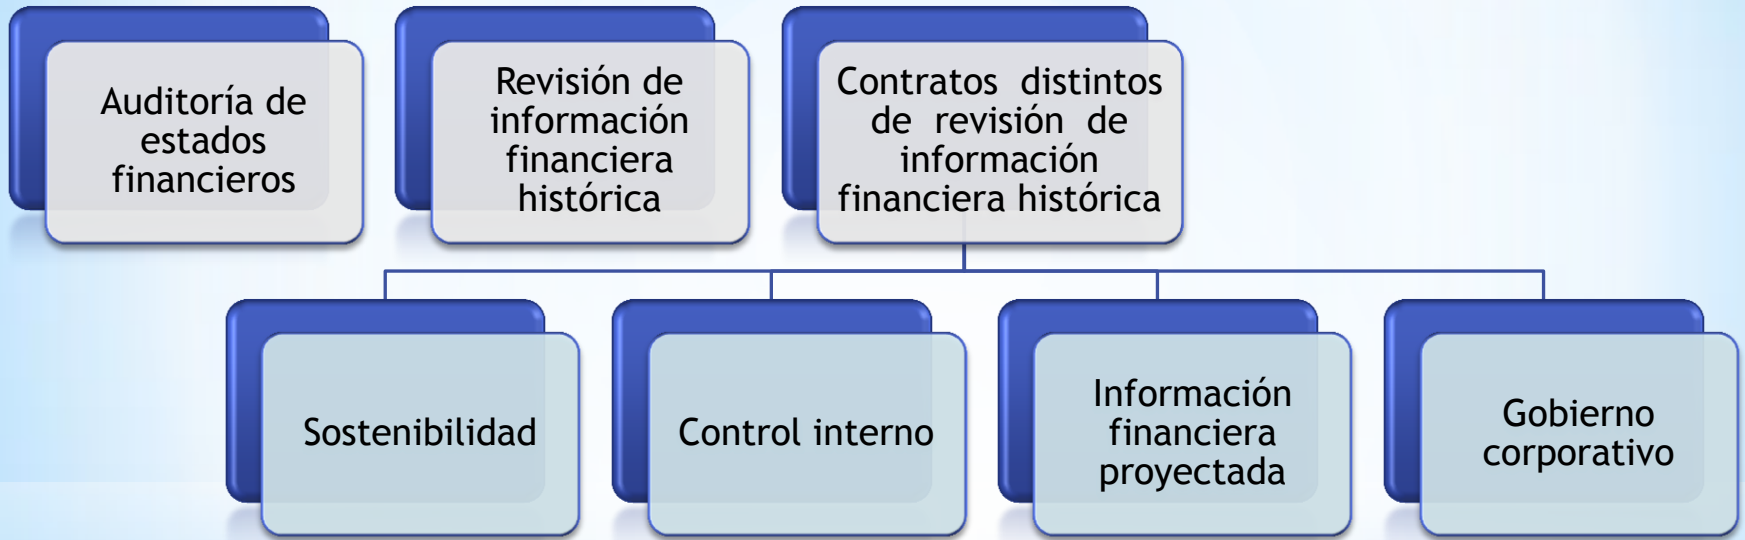 Auditoría de
estados
financieros
Revisión de
información
financiera
histórica
Contratos distintos
de revisión de
información
financiera histórica
Sostenibilidad
Control interno
Información
financiera
proyectada
Gobierno
corporativo